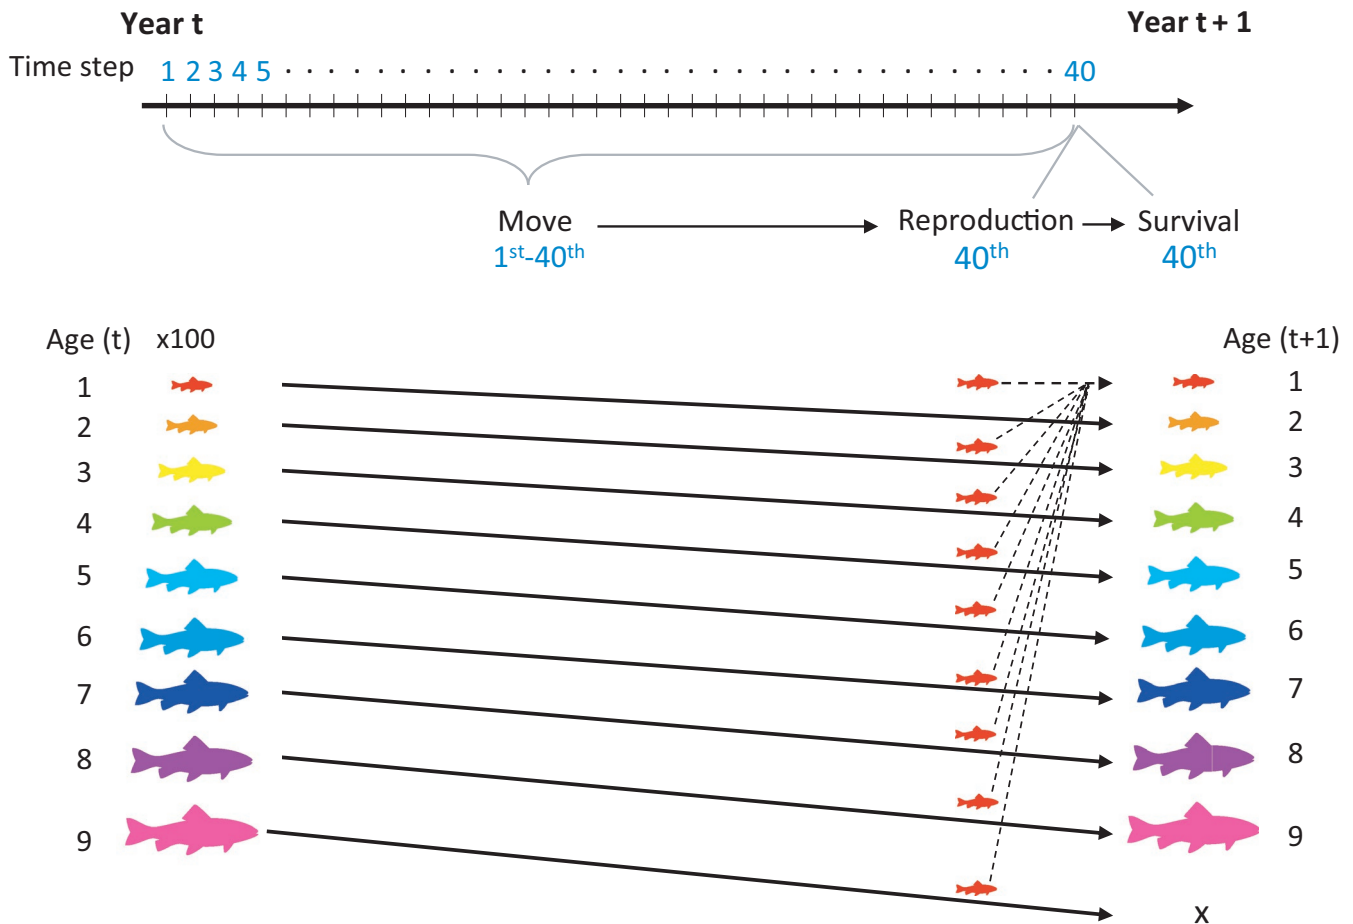 Year t
Year t + 1
Time step 1 2 3 4 5 . . . . . . . . . . . . . . . . . . . . . . . . . . . . . . . . . . 40
Move
1st-40th
Reproduction
40th
Survival
40th
Age (t) x100
Age (t+1)
1 1
2 2
3 3
4 4
5 5
6 6
7 7
8 8
9 9
x